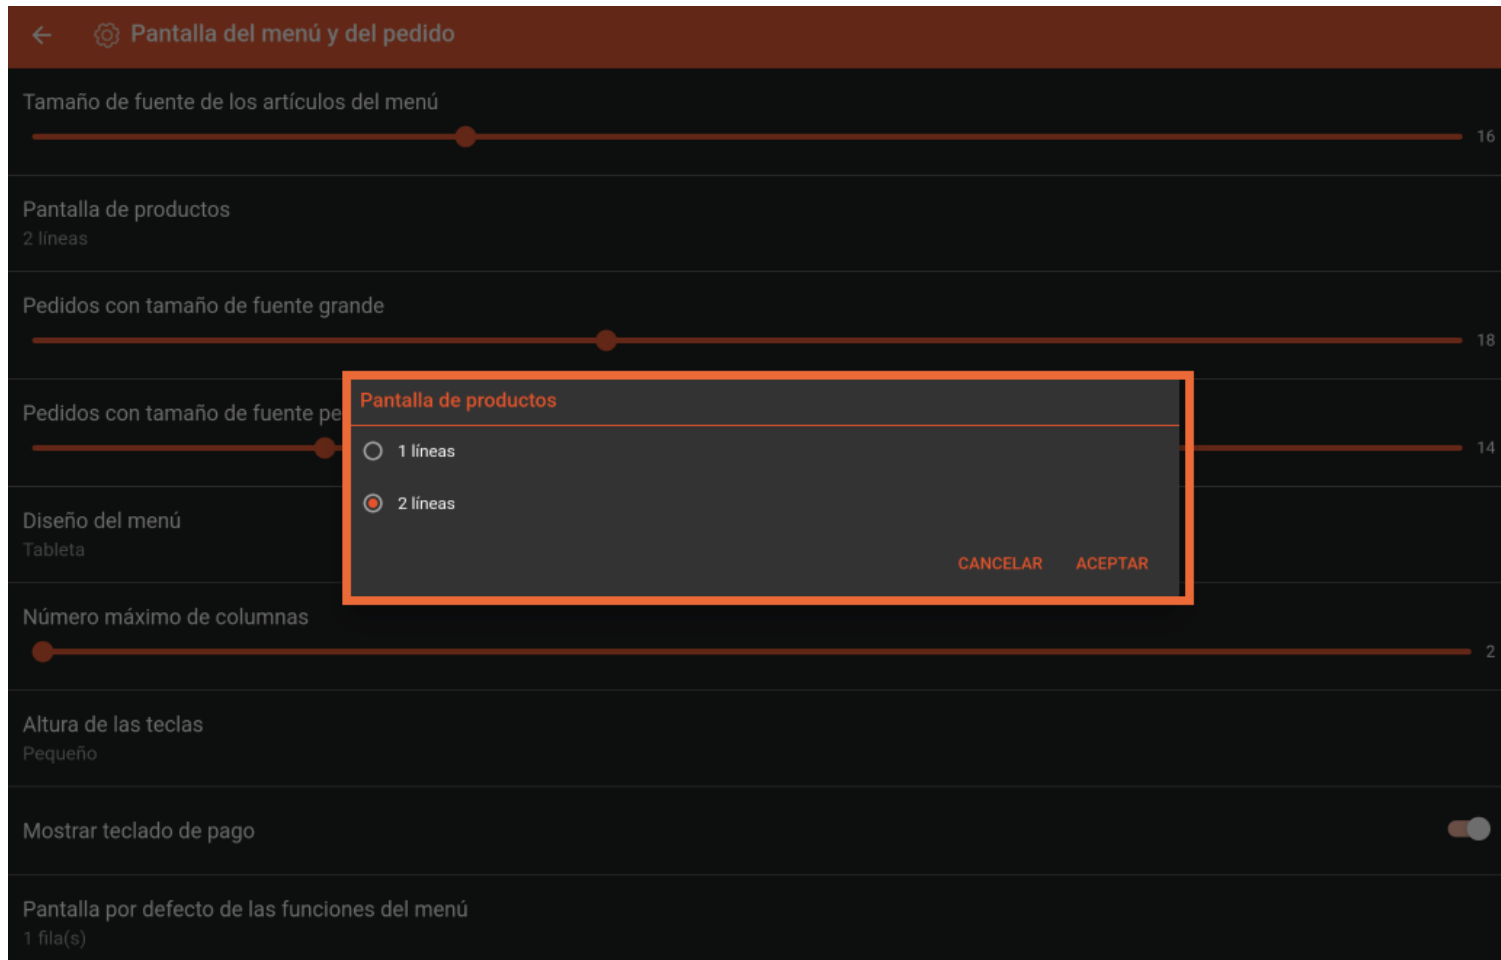 Pantalla del menú y del pedido
Tamaño de fuente de los artículos del menú
16
Pantalla de productos
2 líneas
Pedidos con tamaño de fuente grande
18
Pedidos con tamaño de fuente pe
14
Pantalla de productos
1 líneas
2 líneas
CANCELAR ACEPTAR
Diseño del menú
Tableta
Número máximo de columnas
2
Altura de las teclas
Pequeño
Mostrar teclado de pago
Pantalla por defecto de las funciones del menú
1 fila(s)